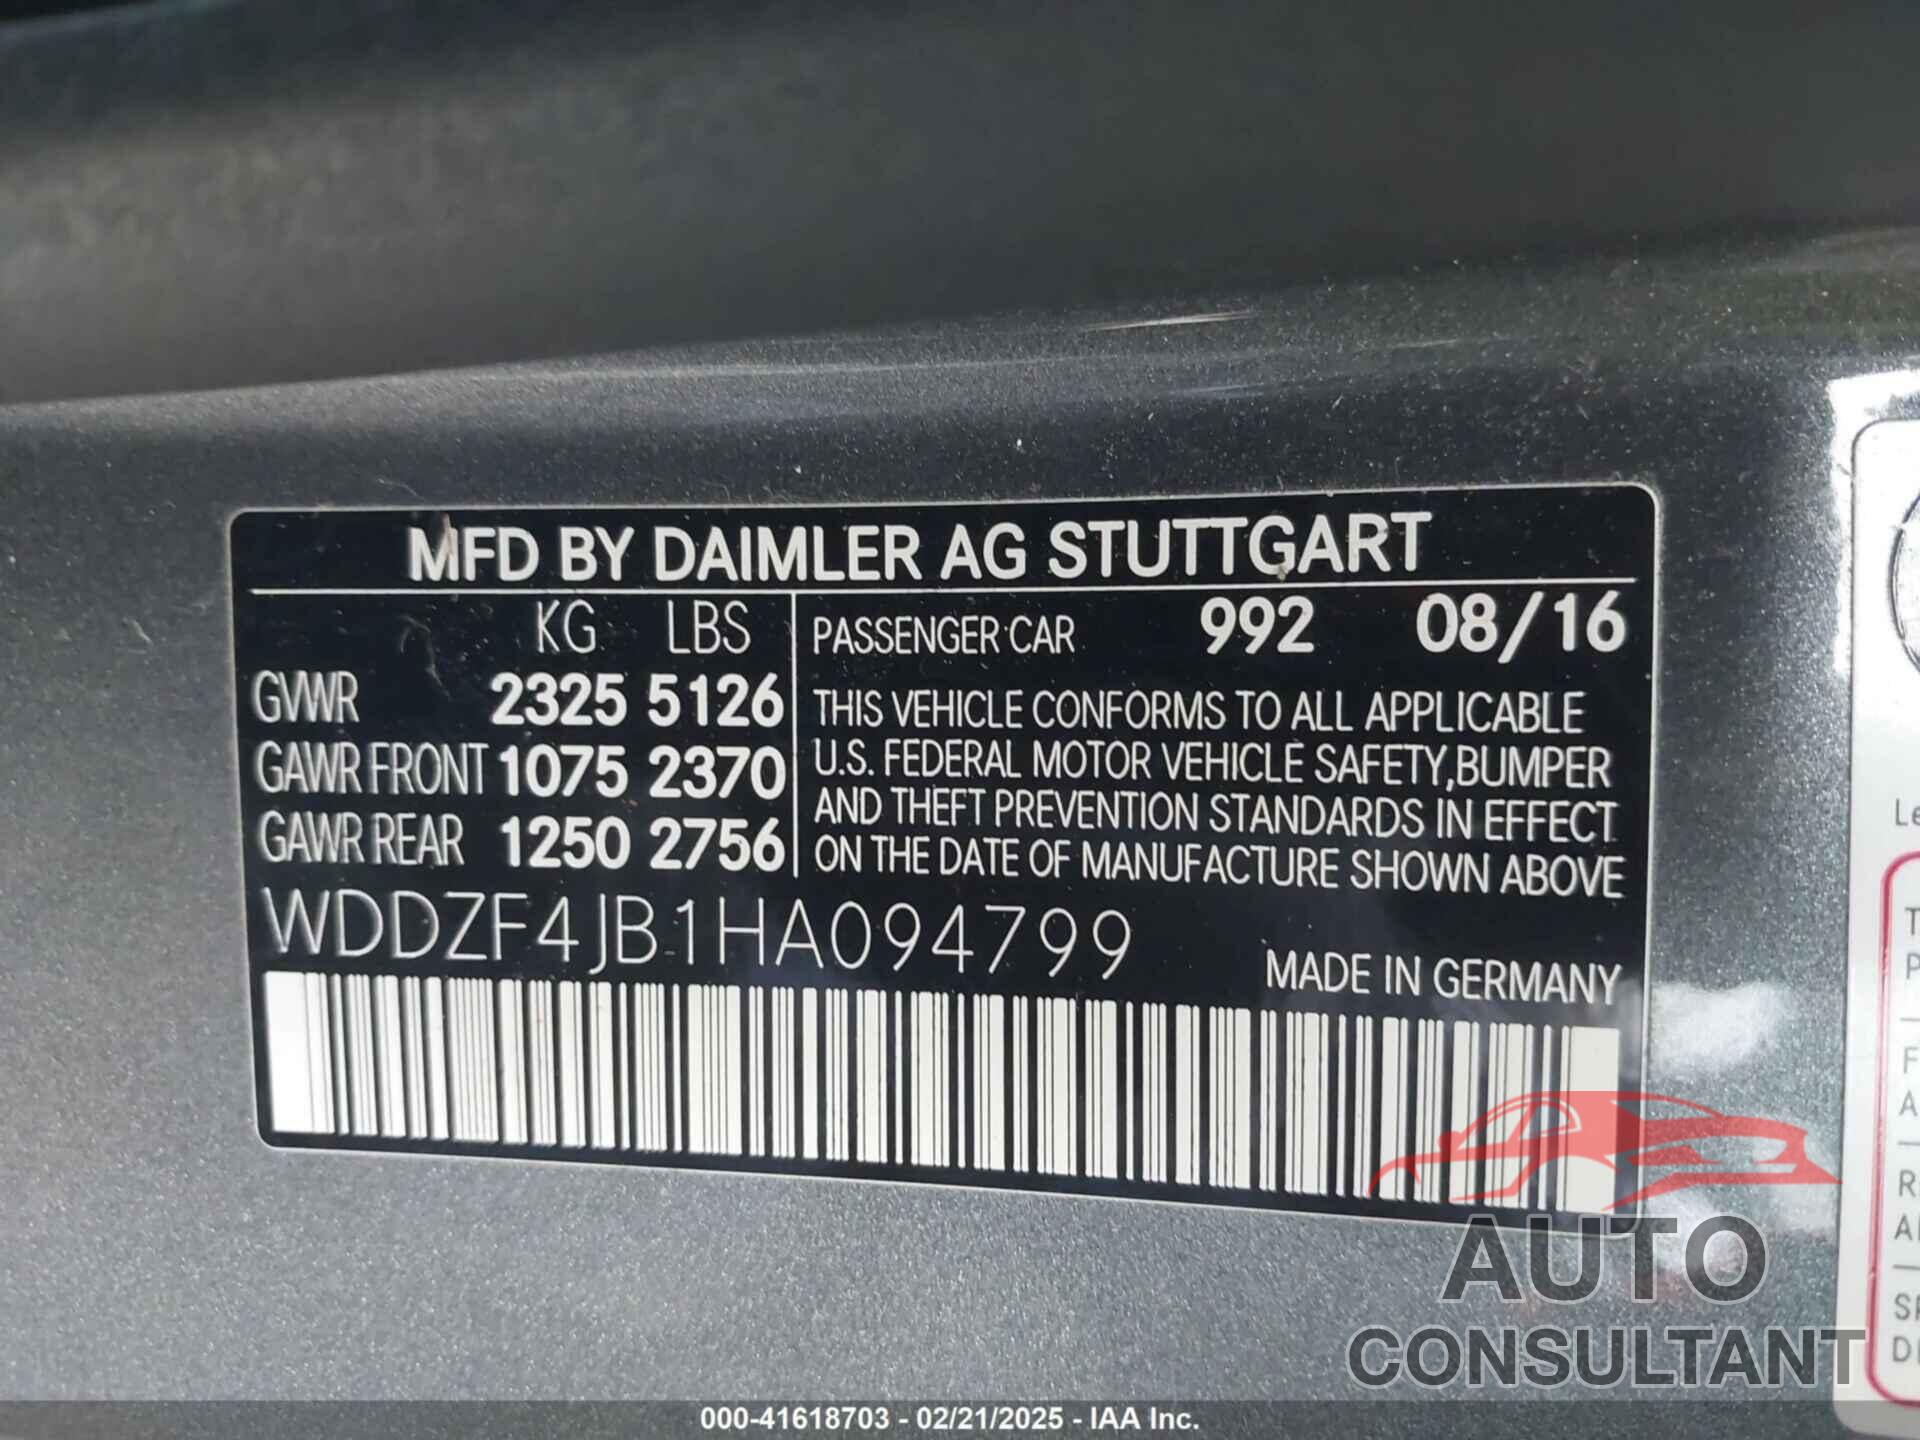 MFD BY DAIMLER AG STUTTGART
KG LBS
GVWR 2325 5126
GAWR FRONT 1075 2370
GAWR REAR 1250 2756
PASSENGER CAR 992 08/16
THIS VEHICLE CONFORMS TO ALL APPLICABLE
U.S. FEDERAL MOTOR VEHICLE SAFETY, BUMPER
AND THEFT PREVENTION STANDARDS IN EFFECT
ON THE DATE OF MANUFACTURE SHOWN ABOVE
WDDZF4JB1HA094799
MADE IN GERMANY
AUTO
CONSULTANT
000-41618703 - 02/21/2025 - IAA Inc.